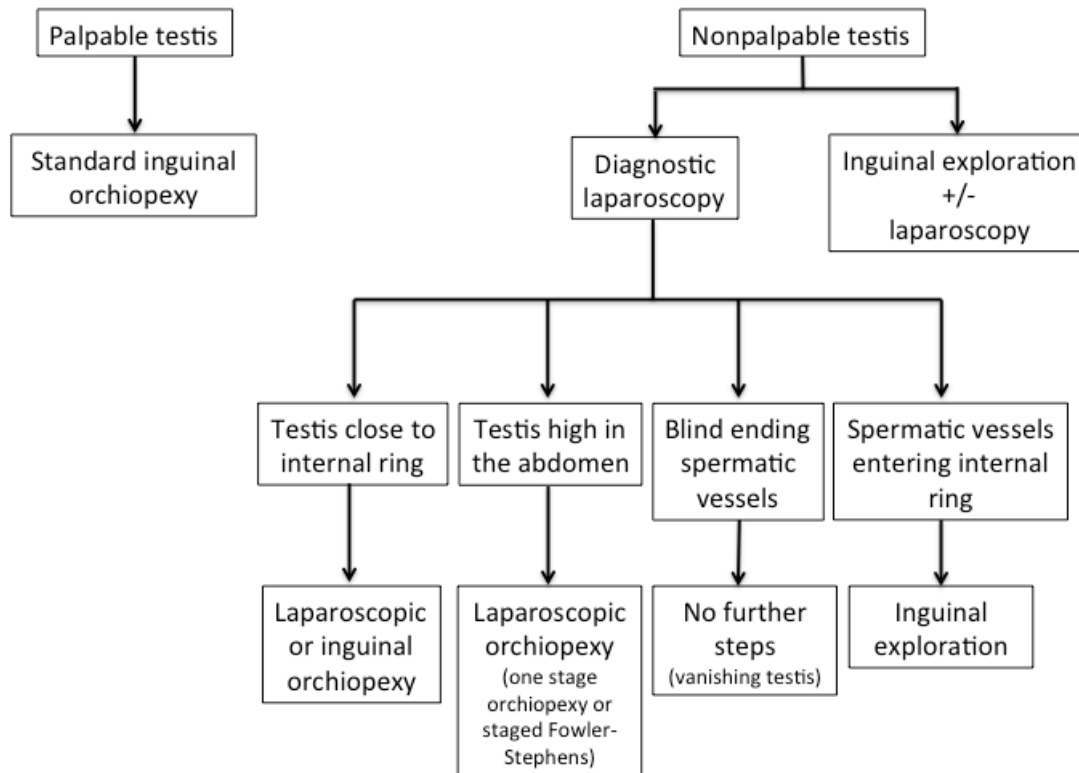 Palpable testis
Standard inguinal
orchiopexy
Nonpalpable testis
Diagnostic
laparoscopy
Inguinal exploration
+/-
laparoscopy
Testis close to
internal ring
Testis high in
the abdomen
Blind ending
spermatic
vessels
Spermatic vessels
entering internal
ring
Laparoscopic
or inguinal
orchiopexy
Laparoscopic
orchiopexy
(one stage
orchiopexy or
staged Fowler-
Stephens)
No further
steps
(vanishing testis)
Inguinal
exploration